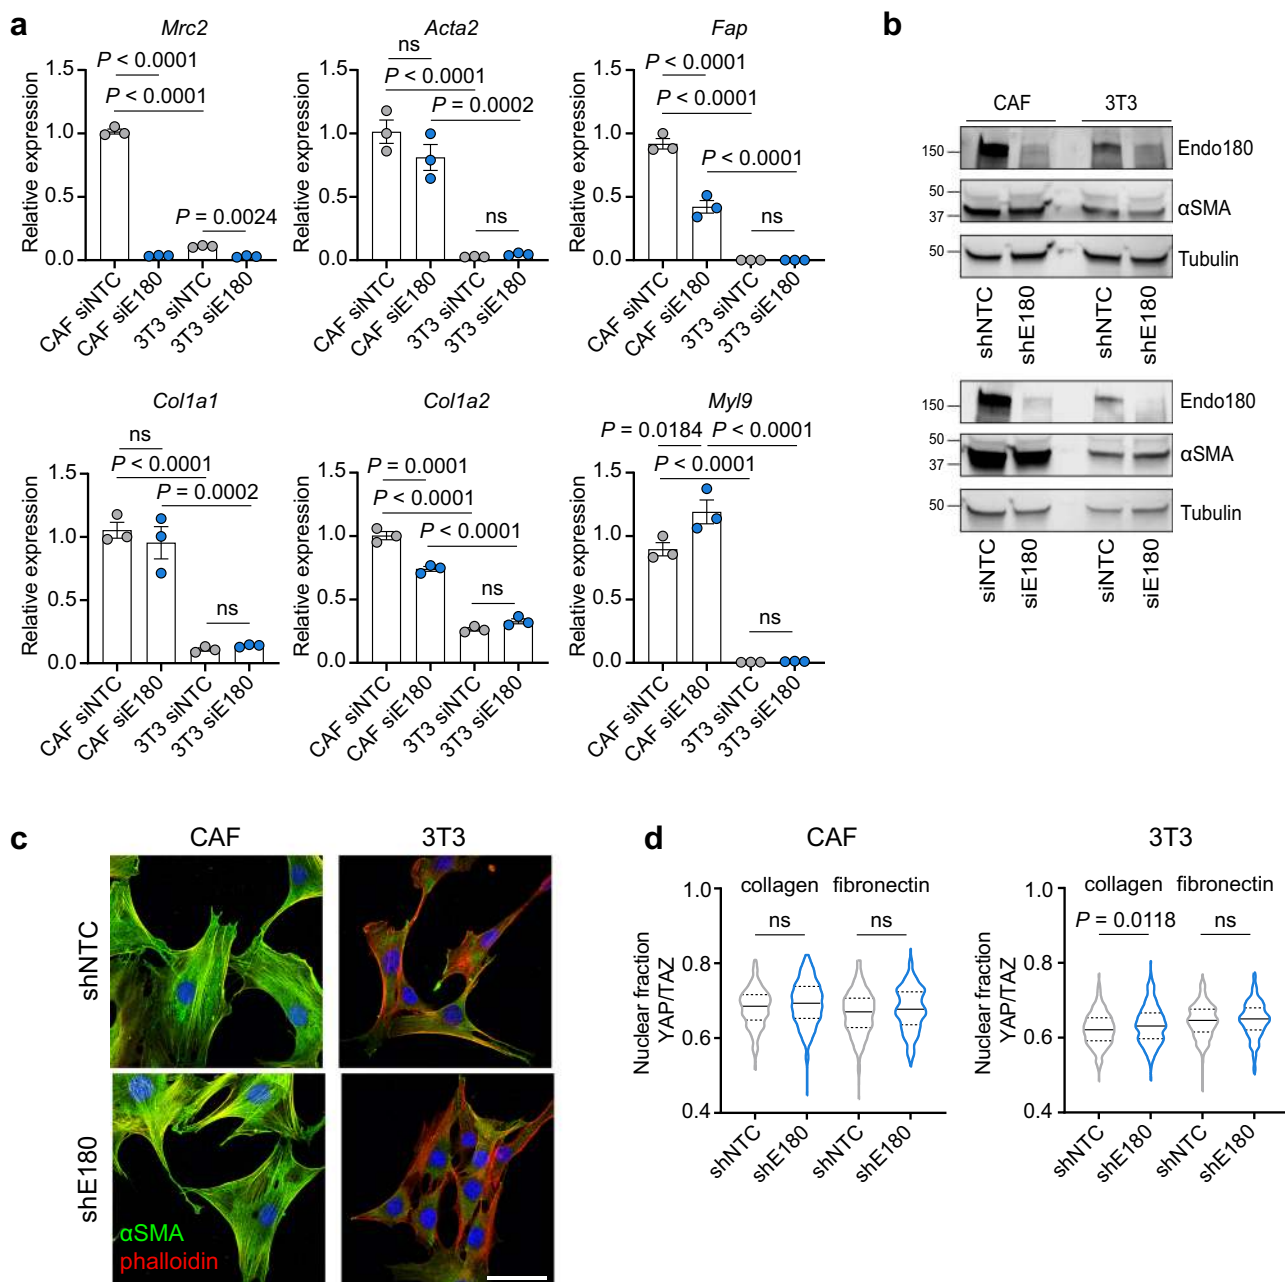 a
Mrc2
P < 0.0001
P < 0.0001
P = 0.0024
Relative expression
1.5
1.0
0.5
0.0
CAF siNTC
CAF siE180
3T3 siNTC
3T3 siE180
Acta2
ns
P < 0.0001
P = 0.0002
ns
Relative expression
1.5
1.0
0.5
0.0
CAF siNTC
CAF siE180
3T3 siNTC
3T3 siE180
Fap
P < 0.0001
P < 0.0001
P < 0.0001
ns
Relative expression
1.5
1.0
0.5
0.0
CAF siNTC
CAF siE180
3T3 siNTC
3T3 siE180
Col1a1
ns
P < 0.0001
P = 0.0002
ns
Relative expression
1.5
1.0
0.5
0.0
CAF siNTC
CAF siE180
3T3 siNTC
3T3 siE180
Col1a2
P = 0.0001
P < 0.0001
P < 0.0001
ns
Relative expression
1.5
1.0
0.5
0.0
CAF siNTC
CAF siE180
3T3 siNTC
3T3 siE180
Myl9
P = 0.0184
P < 0.0001
P < 0.0001
ns
Relative expression
1.5
1.0
0.5
0.0
CAF siNTC
CAF siE180
3T3 siNTC
3T3 siE180
b
CAF
3T3
150
Endo180
50
37
αSMA
50
Tubulin
shNTC
shE180
shNTC
shE180
150
Endo180
50
37
αSMA
50
Tubulin
siNTC
siE180
siNTC
siE180
c
CAF
3T3
shNTC
shE180
αSMA
phalloidin
d
CAF
collagen
fibronectin
ns
ns
Nuclear fraction
YAP/TAZ
1.0
0.8
0.6
0.4
shNTC
shE180
shNTC
shE180
3T3
collagen
fibronectin
P = 0.0118
ns
Nuclear fraction
YAP/TAZ
1.0
0.8
0.6
0.4
shNTC
shE180
shNTC
shE180